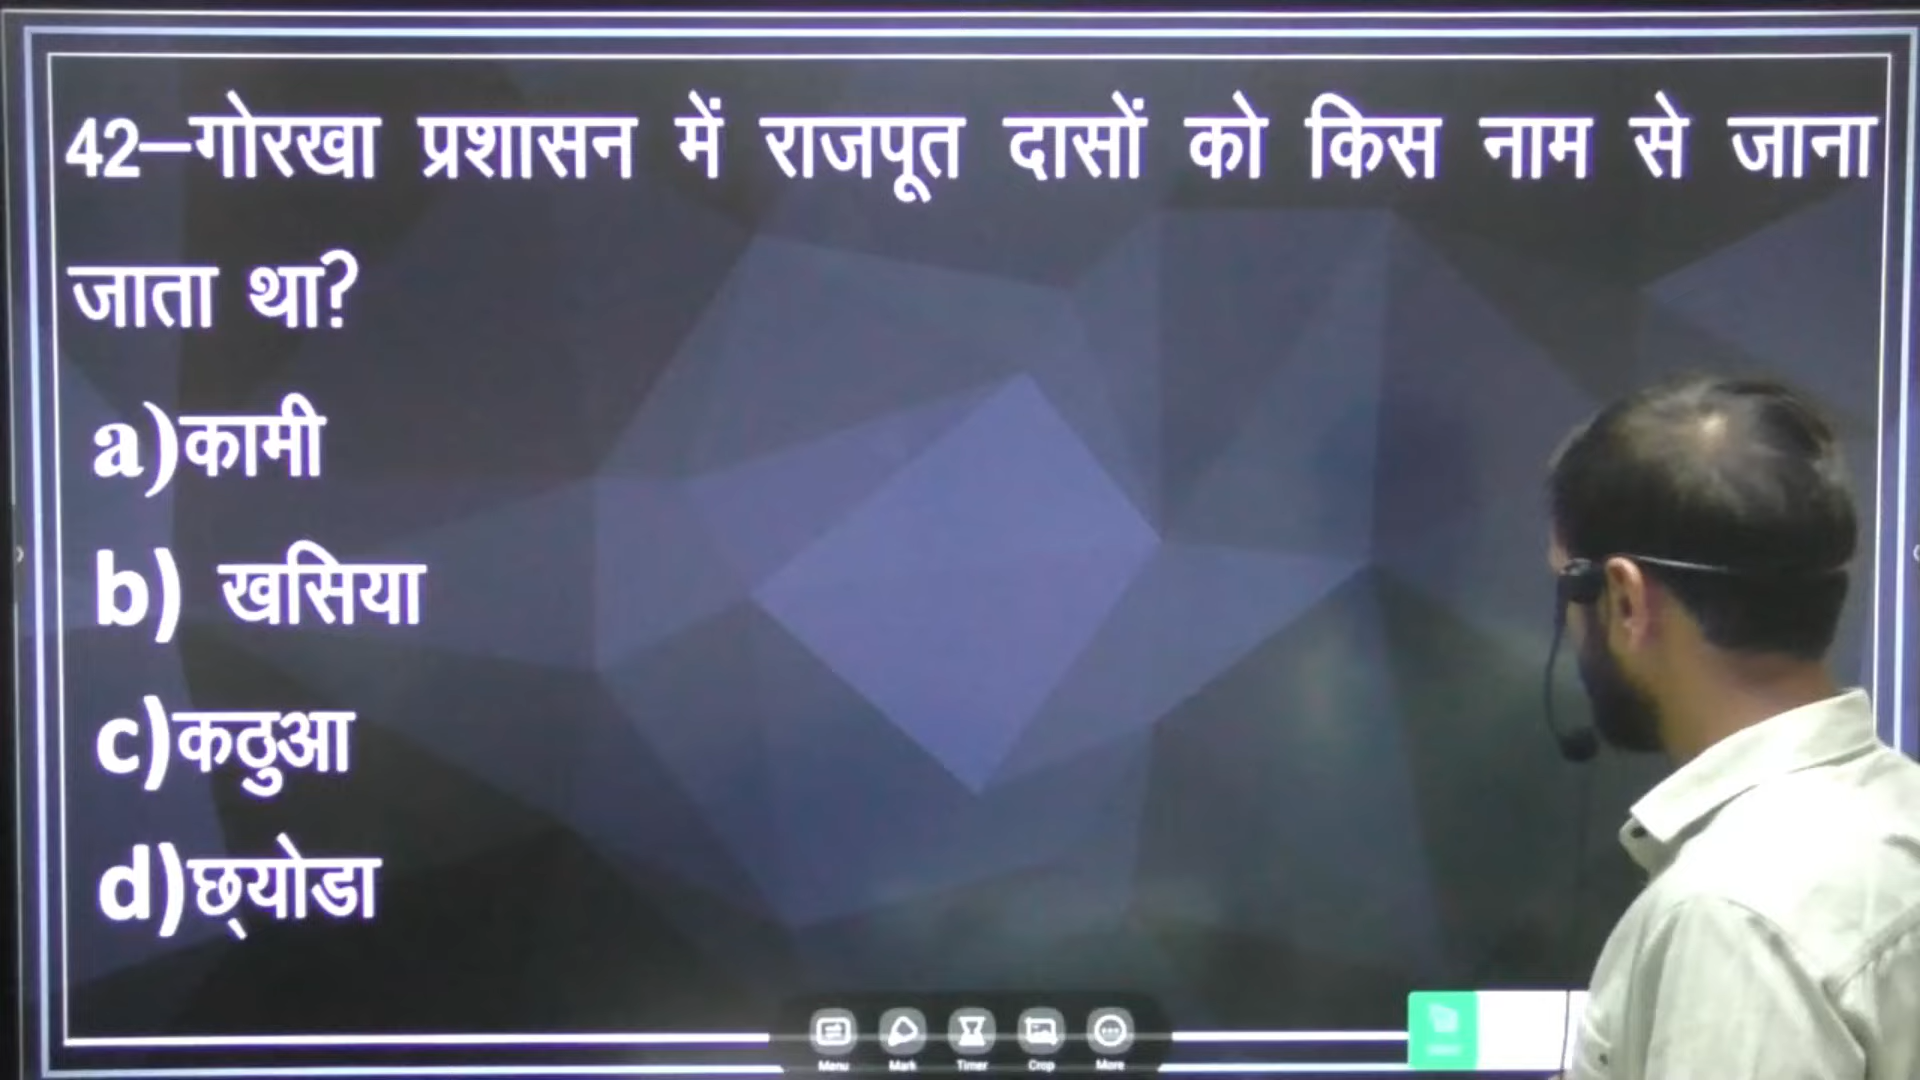 42–गोरखा प्रशासन में राजपूत दासों को किस नाम से जाना
जाता था?
a)कामी
b) खसिया
c)कठुआ
d)छ्योडा
Menu
Mark
Timer
Crop
More